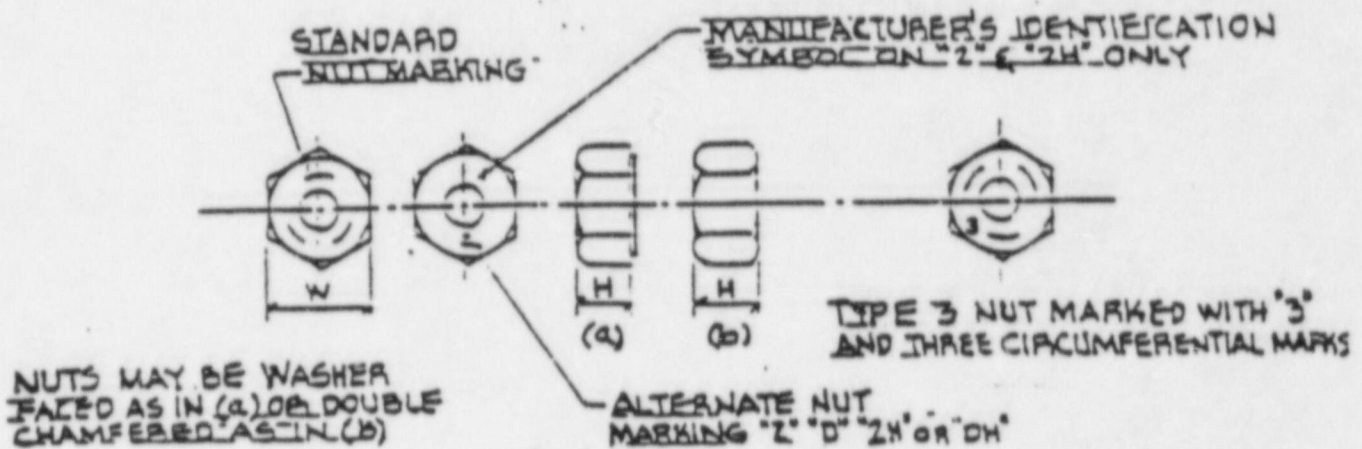 STANDARD
NUT MARKING
MANUFACTURER'S IDENTIFICATION
SYMBOL ON "2" & "2H" ONLY
3
W
H
H
(a)
(b)
TYPE 3 NUT MARKED WITH "3"
AND THREE CIRCUMFERENTIAL MARKS
NUTS MAY BE WASHER
FACED AS IN (a) OR DOUBLE
CHAMFERED AS IN (b)
ALTERNATE NUT
MARKING "2" "D" "2H" OR "DH"